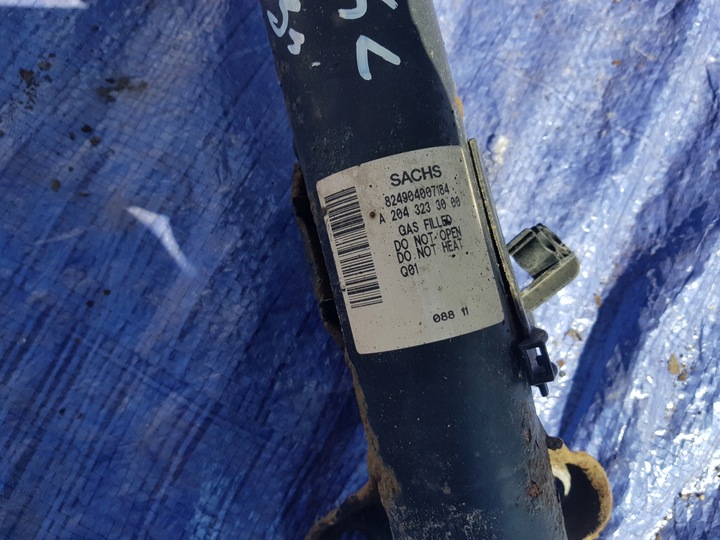 SACHS
824904007184
A 204 323 30 00
GAS FILLED
DO NOT OPEN
DO NOT HEAT
Q01
088 11